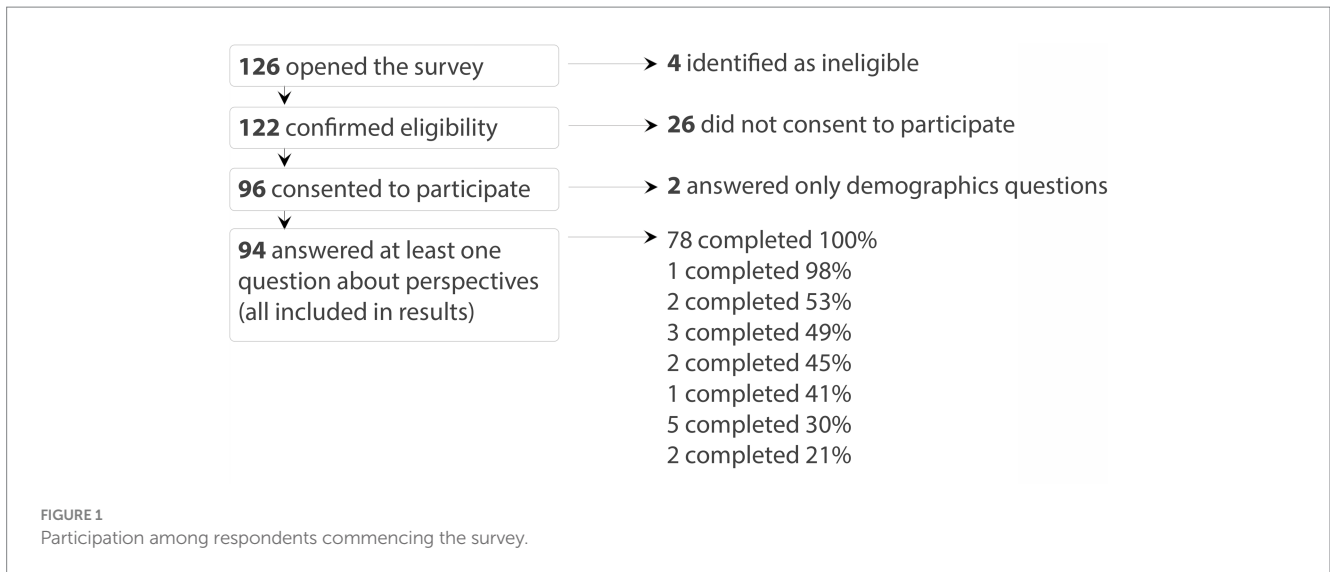 126 opened the survey
4 identified as ineligible
122 confirmed eligibility
26 did not consent to participate
96 consented to participate
2 answered only demographics questions
94 answered at least one
question about perspectives
(all included in results)
78 completed 100%
1 completed 98%
2 completed 53%
3 completed 49%
2 completed 45%
1 completed 41%
5 completed 30%
2 completed 21%
FIGURE 1
Participation among respondents commencing the survey.